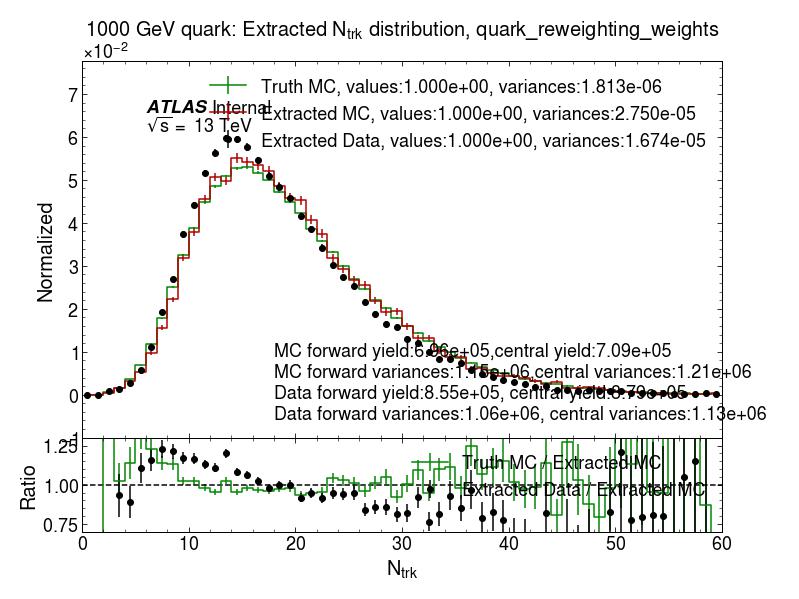 1000 GeV quark: Extracted N_trk distribution, quark_reweighting_weights
×10⁻²
Truth MC, values:1.000e+00, variances:1.813e-06
ATLAS Internal
Extracted MC, values:1.000e+00, variances:2.750e-05
√s = 13 TeV
Extracted Data, values:1.000e+00, variances:1.674e-05
7
6
5
4
3
2
1
0
−1
Normalized
MC forward yield:6.96e+05,central yield:7.09e+05
MC forward variances:1.15e+06,central variances:1.21e+06
Data forward yield:8.55e+05, central yield:8.79e+05
Data forward variances:1.06e+06, central variances:1.13e+06
1.25
1.00
0.75
Ratio
Truth MC / Extracted MC
Extracted Data / Extracted MC
0 10 20 30 40 50 60
N_trk